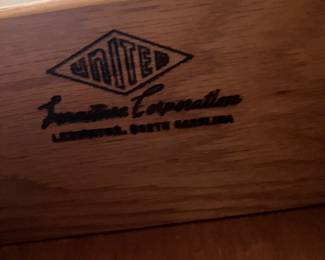 UNITED
Furniture Corporation
LEXINGTON, NORTH CAROLINA